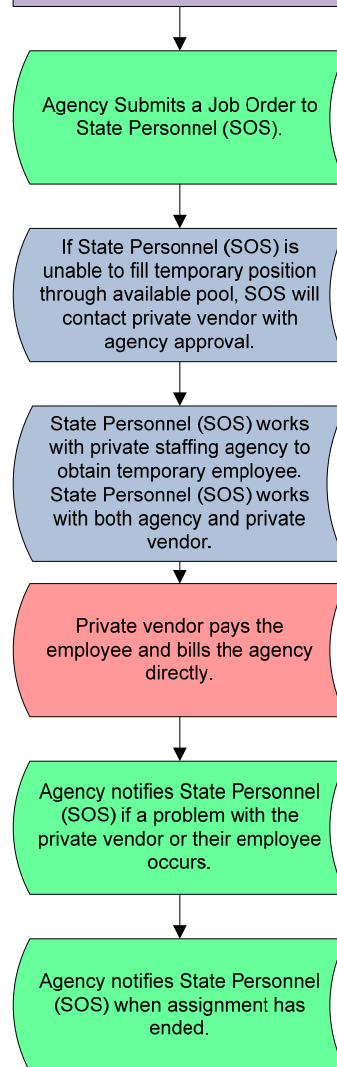 Agency Submits a Job Order to
State Personnel (SOS).
If State Personnel (SOS) is
unable to fill temporary position
through available pool, SOS will
contact private vendor with
agency approval.
State Personnel (SOS) works
with private staffing agency to
obtain temporary employee.
State Personnel (SOS) works
with both agency and private
vendor.
Private vendor pays the
employee and bills the agency
directly.
Agency notifies State Personnel
(SOS) if a problem with the
private vendor or their employee
occurs.
Agency notifies State Personnel
(SOS) when assignment has
ended.